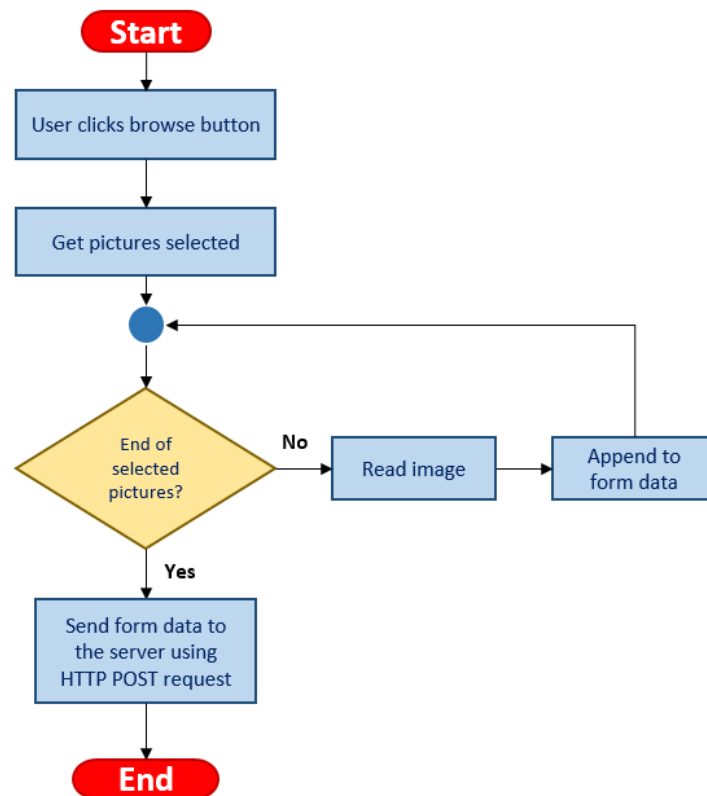 Start
User clicks browse button
Get pictures selected
End of
selected
pictures?
No
Read image
Append to
form data
Yes
Send form data to
the server using
HTTP POST request
End